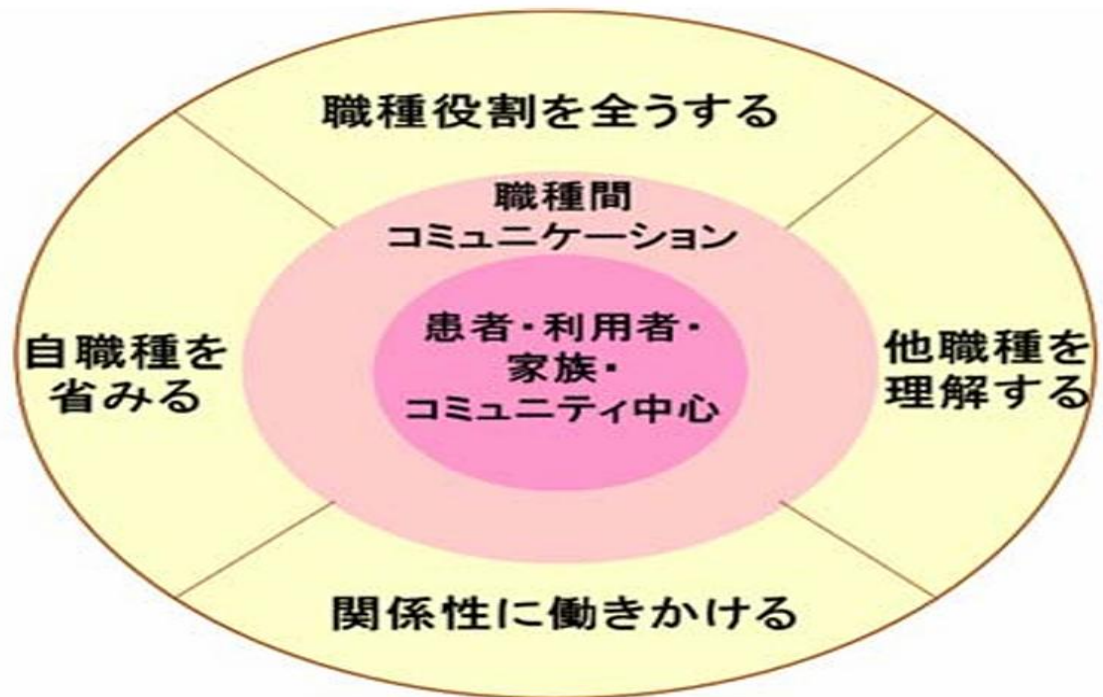 職種役割を全うする
職種間
コミュニケーション
患者・利用者・
家族・
コミュニティ中心
自職種を
省みる
他職種を
理解する
関係性に働きかける